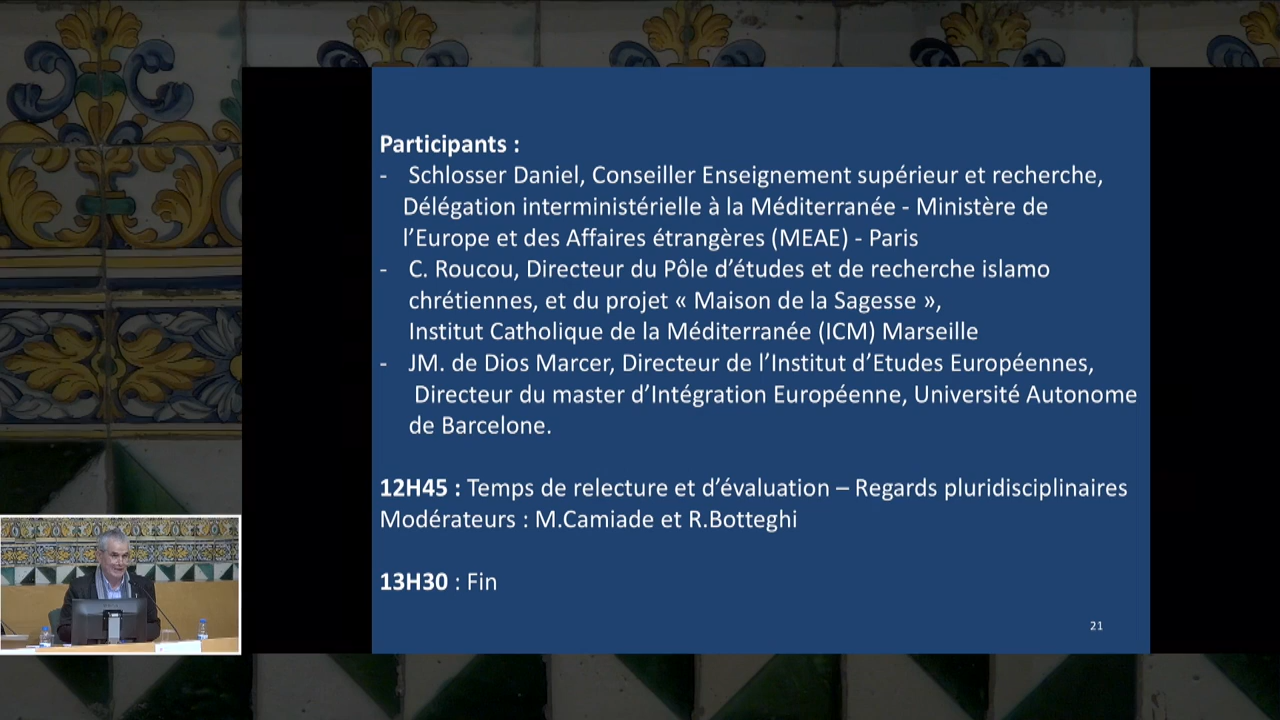 Participants :
- Schlosser Daniel, Conseiller Enseignement supérieur et recherche,
Délégation interministérielle à la Méditerranée - Ministère de
l’Europe et des Affaires étrangères (MEAE) - Paris
- C. Roucou, Directeur du Pôle d’études et de recherche islamo
chrétiennes, et du projet « Maison de la Sagesse »,
Institut Catholique de la Méditerranée (ICM) Marseille
- JM. de Dios Marcer, Directeur de l’Institut d’Etudes Européennes,
Directeur du master d’Intégration Européenne, Université Autonome
de Barcelone.
12H45 : Temps de relecture et d’évaluation – Regards pluridisciplinaires
Modérateurs : M.Camiade et R.Botteghi
13H30 : Fin
21